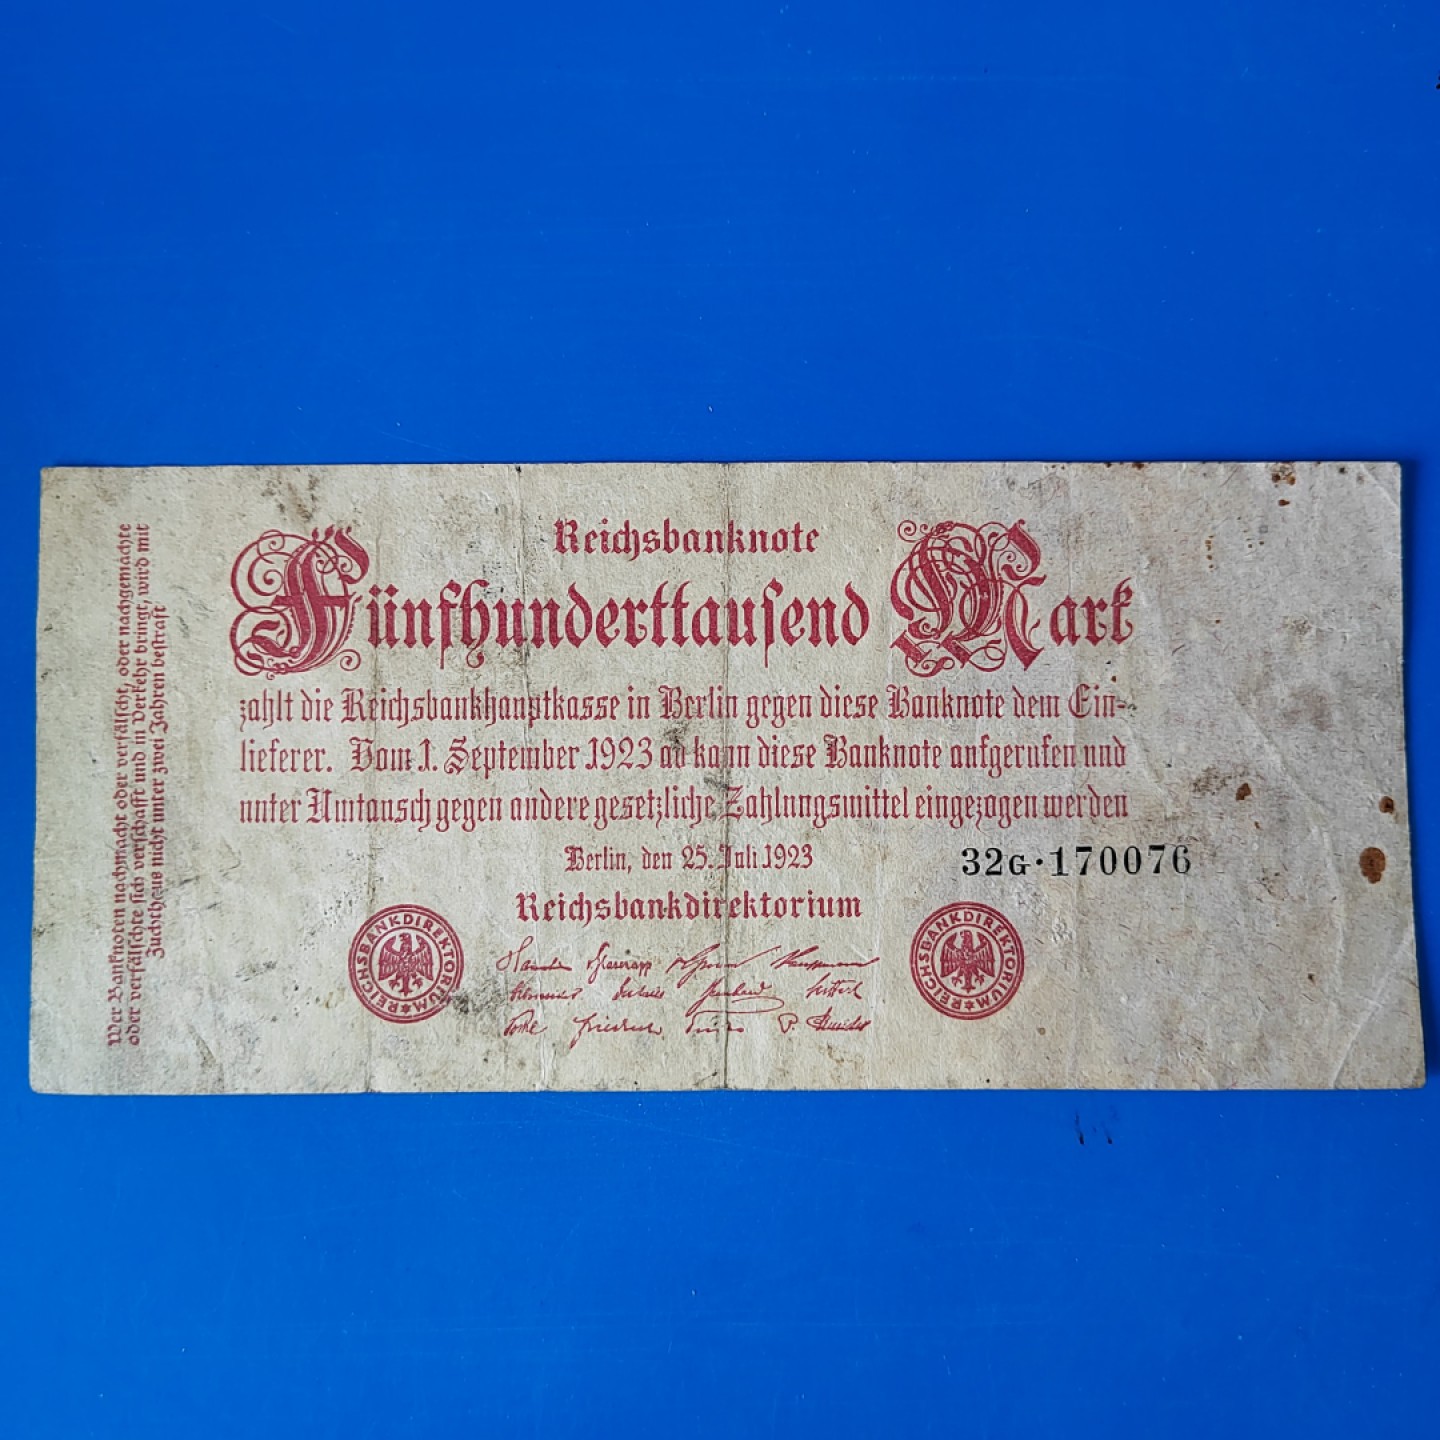 Reichsbanknote
Fünfhunderttauſend Mark
zahlt die Reichsbankhauptkasse in Berlin gegen diese Banknote dem Ein-
lieferer. Vom 1. September 1923 ab kann diese Banknote aufgerufen und
unter Umtausch gegen andere gesetzliche Zahlungsmittel eingezogen werden
Berlin, den 25. Juli 1923
32G·170076
Reichsbankdirektorium
REICHSBANKDIREKTORIUM
REICHSBANKDIREKTORIUM
Kauffmann
Friedrich
P. Schneider
Wer Banknoten nachmacht oder verfälscht, oder nachgemachte
oder verfälschte sich verschafft und in Verkehr bringt, wird mit
Zuchthaus nicht unter zwei Jahren bestraft